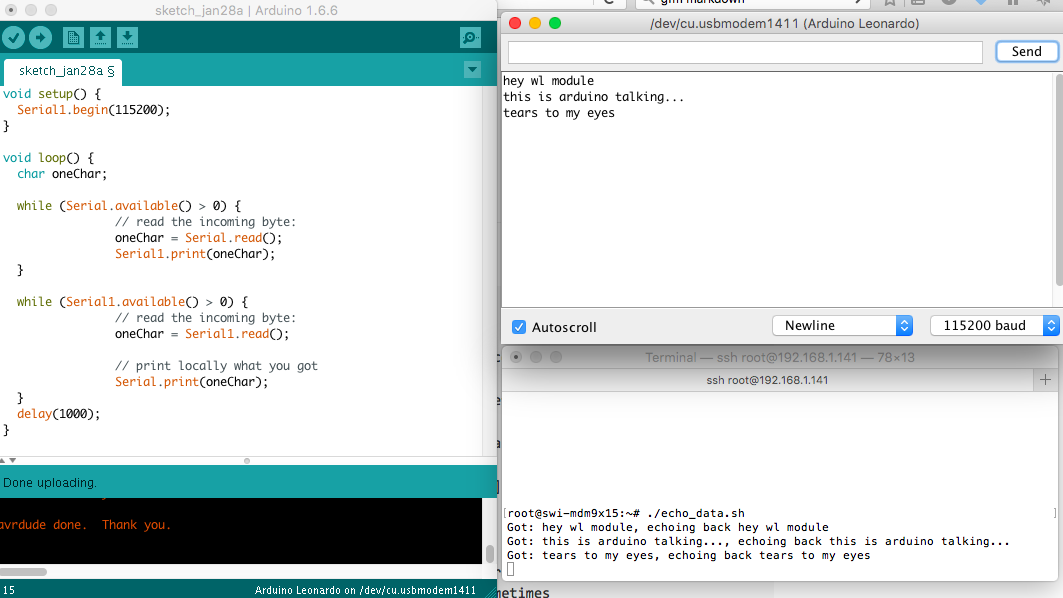 sketch_jan28a | Arduino 1.6.6
sketch_jan28a §
void setup() {
Serial1.begin(115200);
}
void loop() {
char oneChar;
while (Serial.available() > 0) {
// read the incoming byte:
oneChar = Serial.read();
Serial1.print(oneChar);
}
while (Serial1.available() > 0) {
// read the incoming byte:
oneChar = Serial1.read();
// print locally what you got
Serial.print(oneChar);
}
delay(1000);
}
Done uploading.
avrdude done.  Thank you.
15
Arduino Leonardo on /dev/cu.usbmodem1411
/dev/cu.usbmodem1411 (Arduino Leonardo)
Send
hey wl module
this is arduino talking...
tears to my eyes
Autoscroll
Newline
115200 baud
Terminal — ssh root@192.168.1.141 — 78×13
ssh root@192.168.1.141
[root@swi-mdm9x15:~# ./echo_data.sh ]
Got: hey wl module, echoing back hey wl module
Got: this is arduino talking..., echoing back this is arduino talking...
Got: tears to my eyes, echoing back tears to my eyes